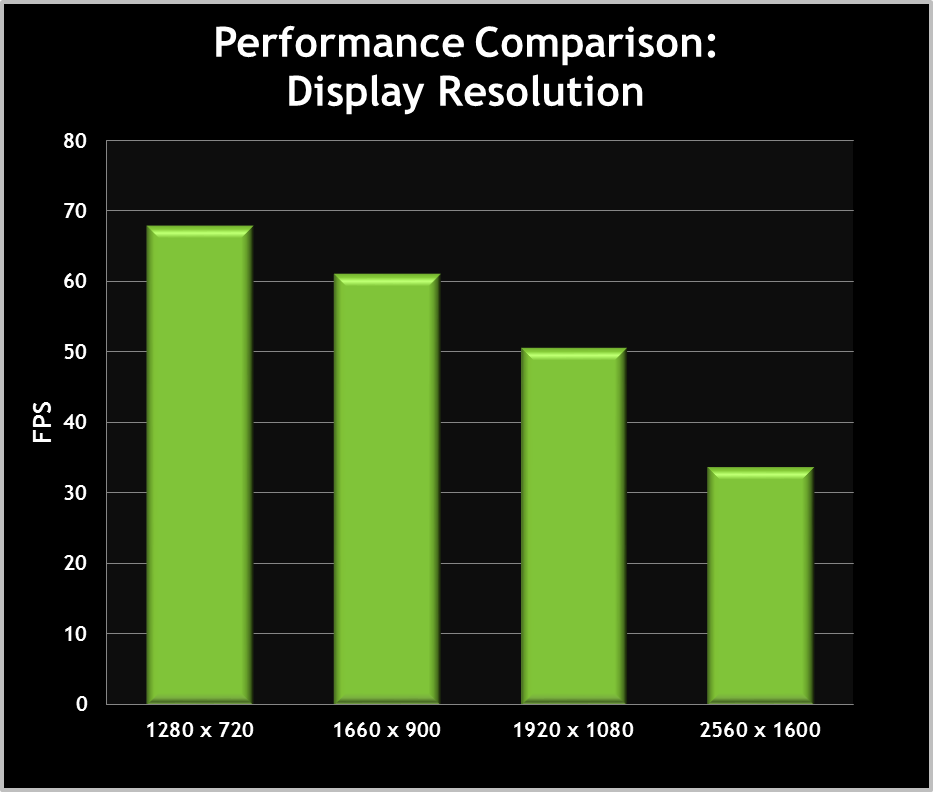 Performance Comparison:
Display Resolution
80
70
60
50
40
30
20
10
0
FPS
1280 x 720
1660 x 900
1920 x 1080
2560 x 1600